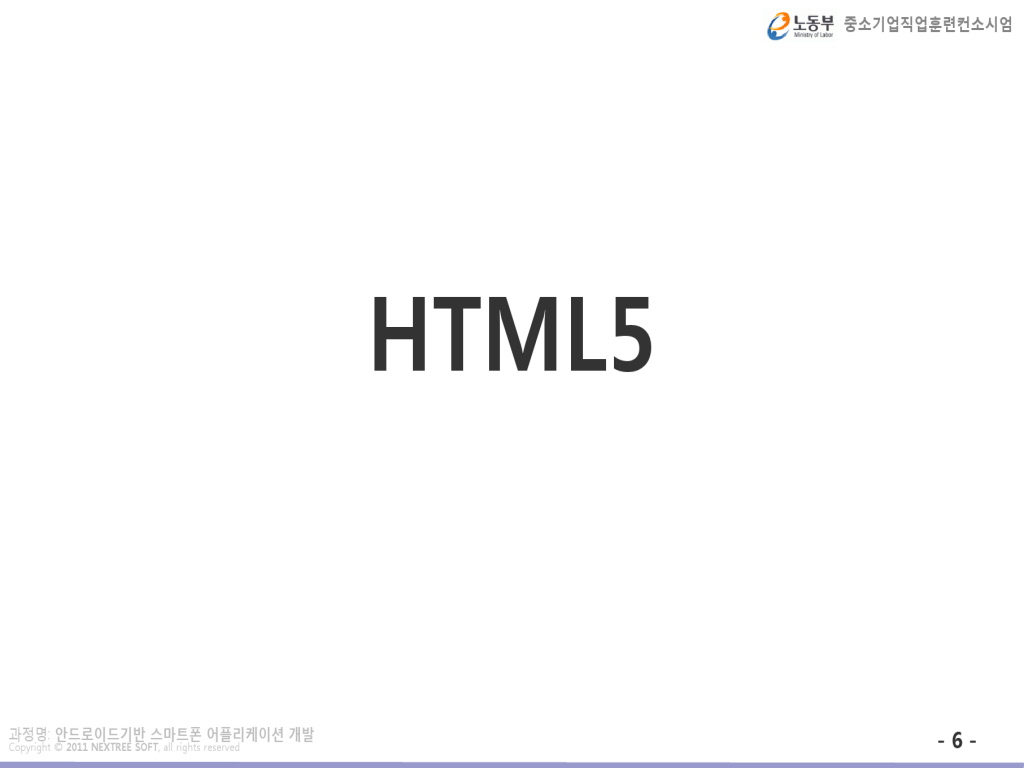 노동부 중소기업직업훈련컨소시엄
Ministry of Labor
HTML5
과정명: 안드로이드기반 스마트폰 어플리케이션 개발
Copyright © 2011 NEXTREE SOFT, all rights reserved
- 6 -